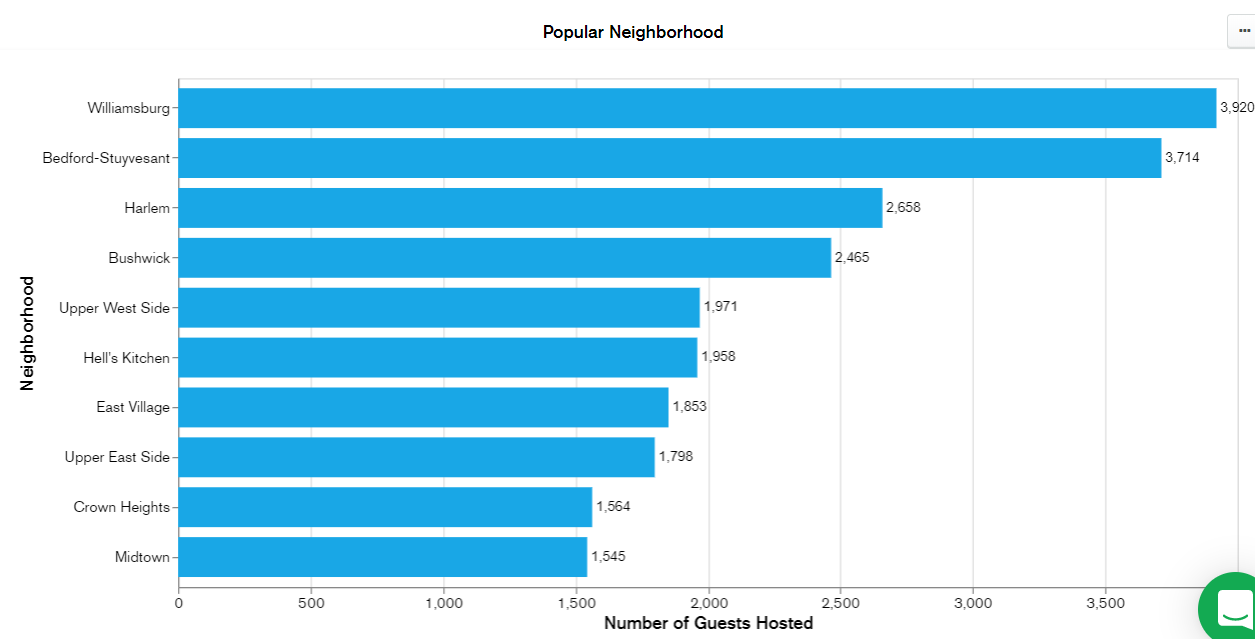 Popular Neighborhood
...
Neighborhood
Williamsburg 3,920
Bedford-Stuyvesant 3,714
Harlem 2,658
Bushwick 2,465
Upper West Side 1,971
Hell's Kitchen 1,958
East Village 1,853
Upper East Side 1,798
Crown Heights 1,564
Midtown 1,545
0 500 1,000 1,500 2,000 2,500 3,000 3,500
Number of Guests Hosted